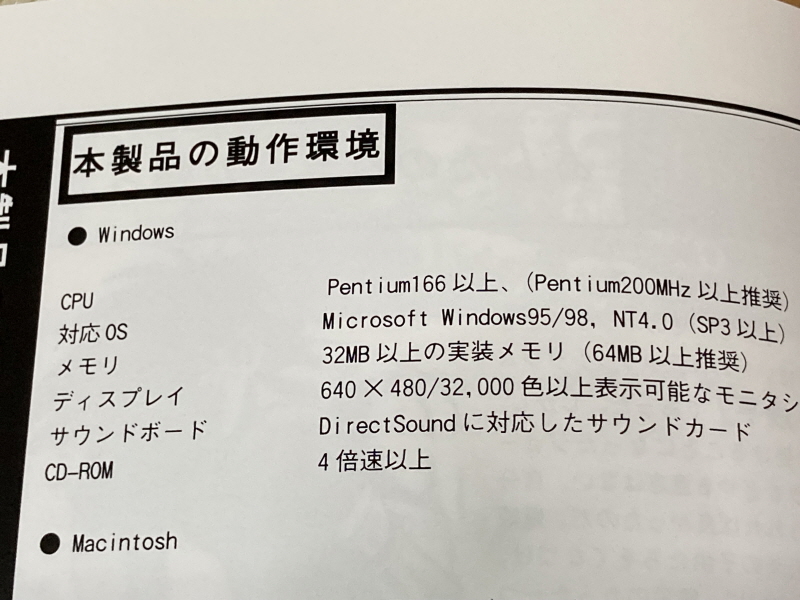 本製品の動作環境
● Windows
CPU Pentium166 以上、(Pentium200MHz 以上推奨)
対応OS Microsoft Windows95/98, NT4.0 (SP3 以上)
メモリ 32MB 以上の実装メモリ (64MB 以上推奨)
ディスプレイ 640 × 480/32,000 色以上表示可能なモニタシ
サウンドボード DirectSound に対応したサウンドカード
CD-ROM 4 倍速以上
● Macintosh